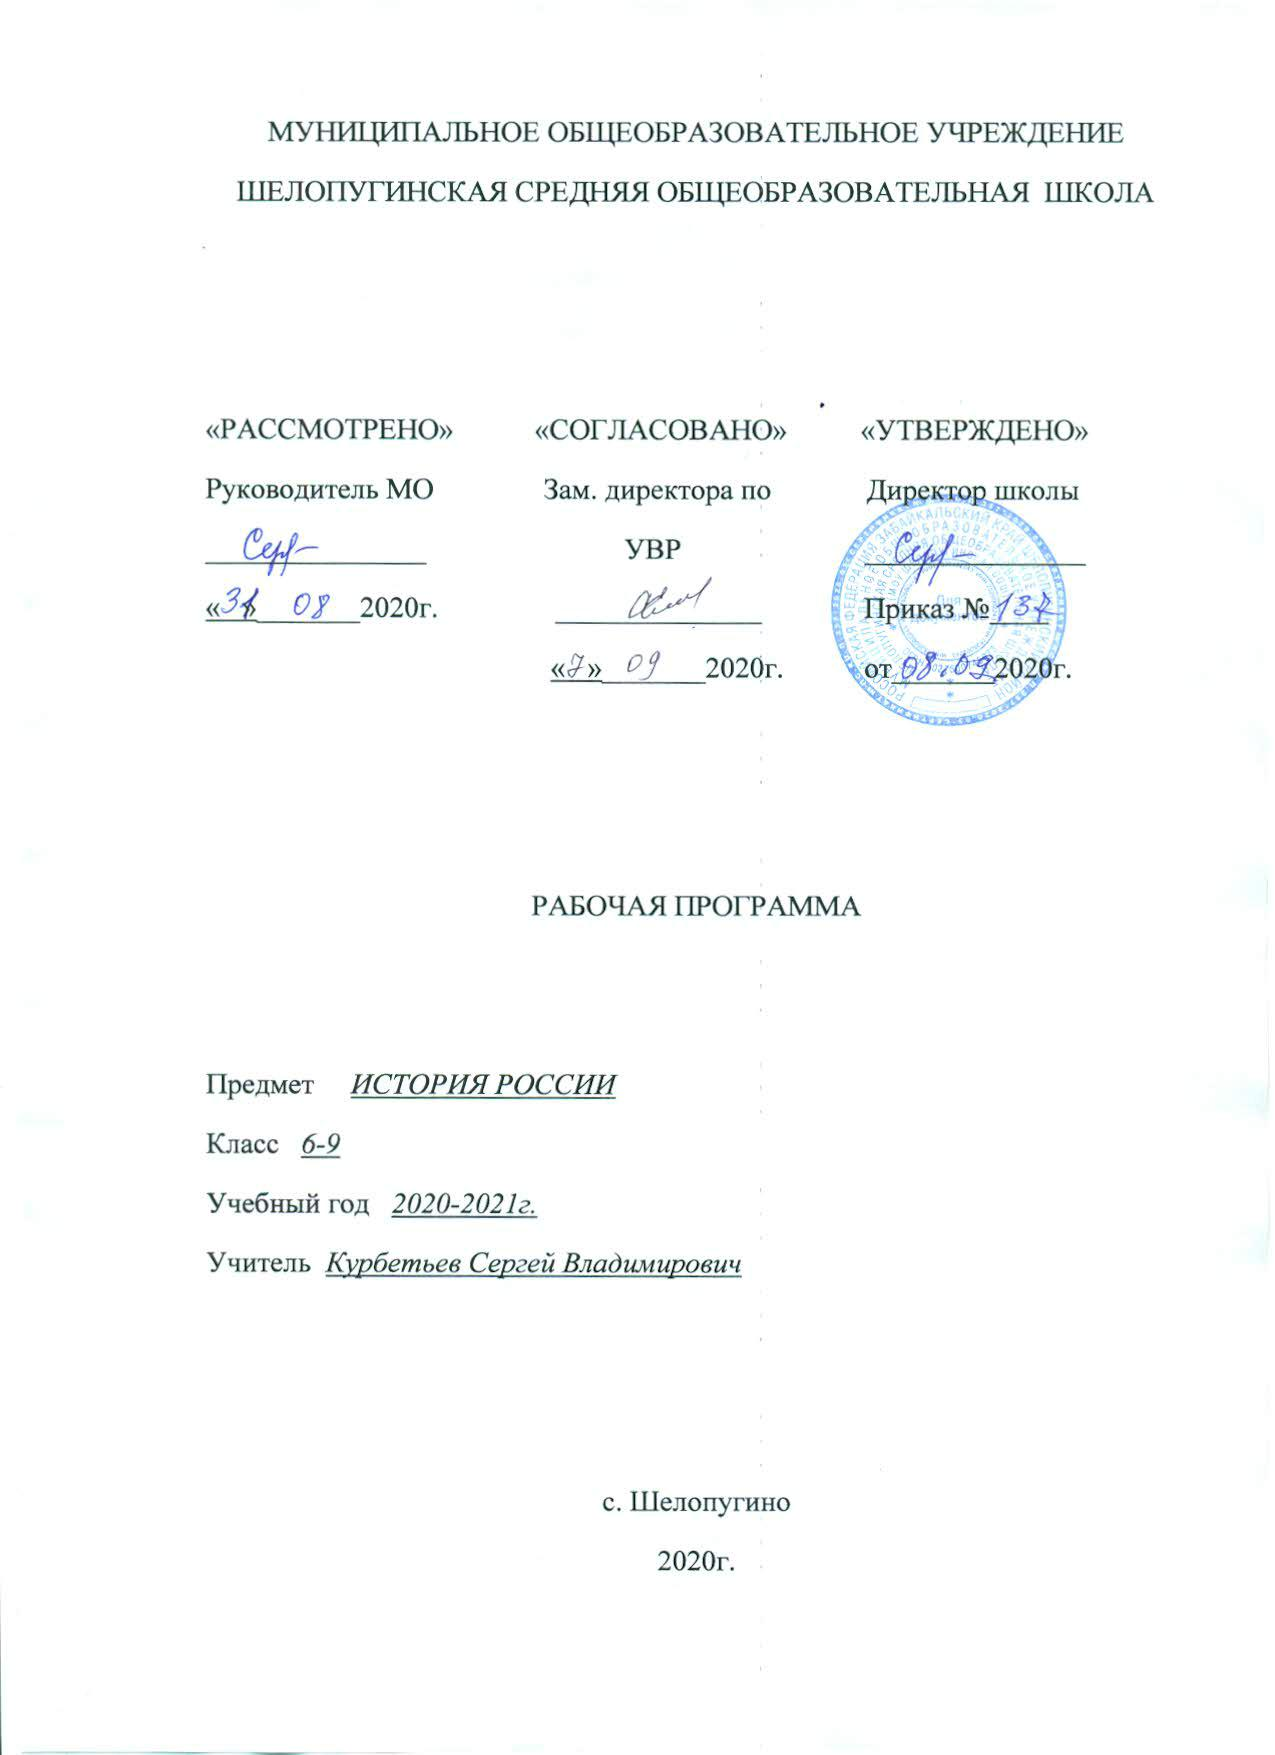 МУНИЦИПАЛЬНОЕ ОБЩЕОБРАЗОВАТЕЛЬНОЕ УЧРЕЖДЕНИЕ
ШЕЛОПУГИНСКАЯ СРЕДНЯЯ ОБЩЕОБРАЗОВАТЕЛЬНАЯ ШКОЛА
«РАССМОТРЕНО»
Руководитель МО
«31» 08 2020г.
«СОГЛАСОВАНО»
Зам. директора по
УВР
«7» 09 2020г.
«УТВЕРЖДЕНО»
Директор школы
Приказ № 137
от 08.09 2020г.
РАБОЧАЯ ПРОГРАММА
Предмет ИСТОРИЯ РОССИИ
Класс 6-9
Учебный год 2020-2021г.
Учитель Курбетьев Сергей Владимирович
с. Шелопугино
2020г.